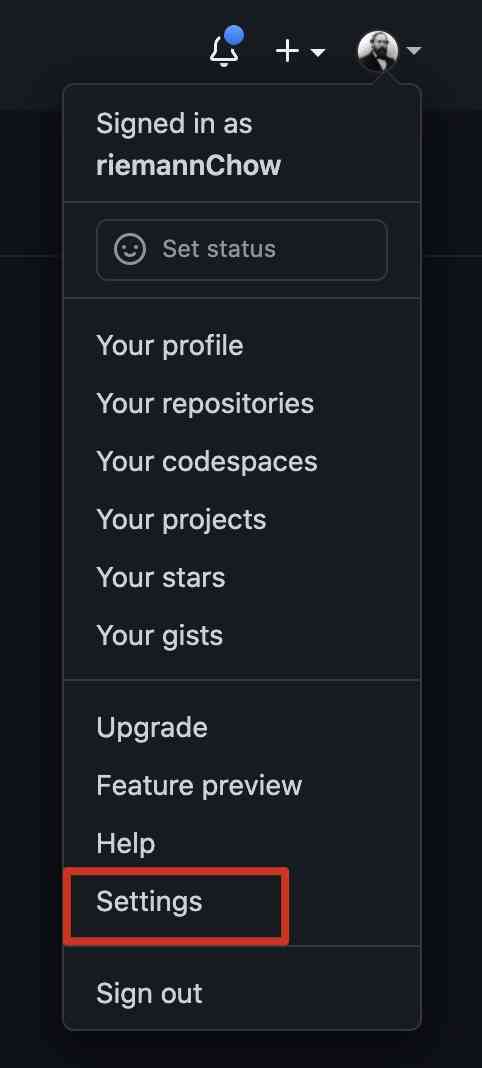 Signed in as
riemannChow
Set status
Your profile
Your repositories
Your codespaces
Your projects
Your stars
Your gists
Upgrade
Feature preview
Help
Settings
Sign out